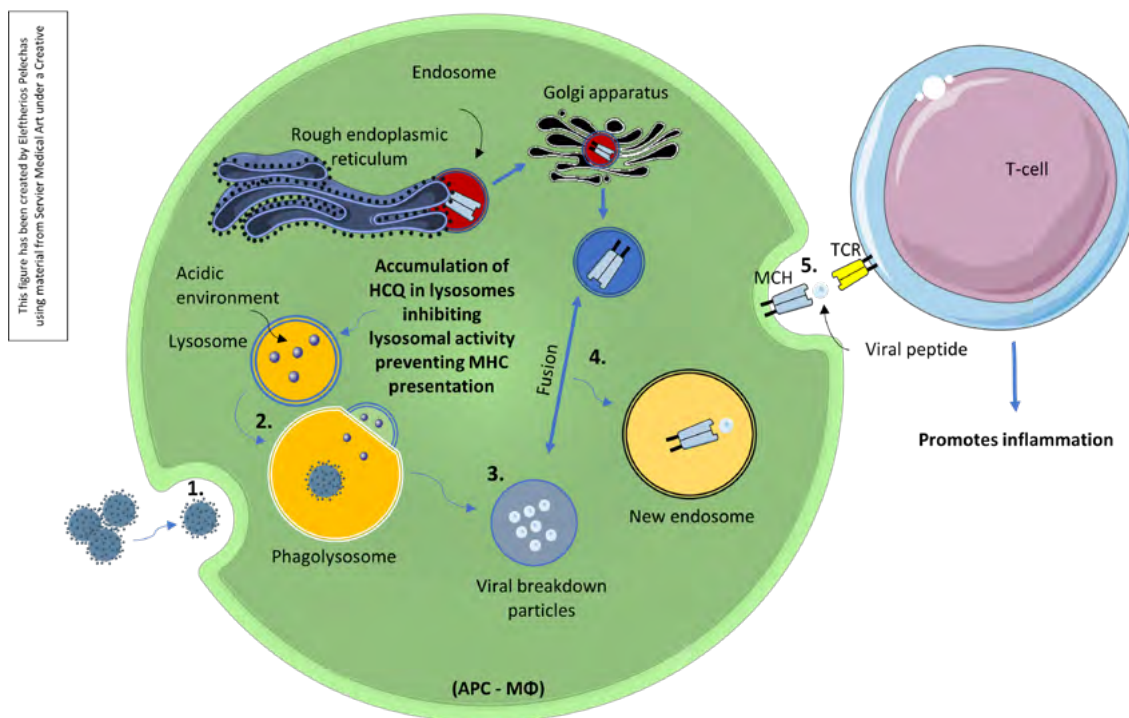 This figure has been created by Eleftherios Pelechas
using material from Servier Medical Art under a Creative
Endosome
Golgi apparatus
Rough endoplasmic
reticulum
T-cell
Acidic
environment
Lysosome
Accumulation of
HCQ in lysosomes
inhibiting
lysosomal activity
preventing MHC
presentation
MCH
5.
TCR
Viral peptide
Fusion
4.
2.
Promotes inflammation
1.
3.
Phagolysosome
New endosome
Viral breakdown
particles
(APC - MΦ)